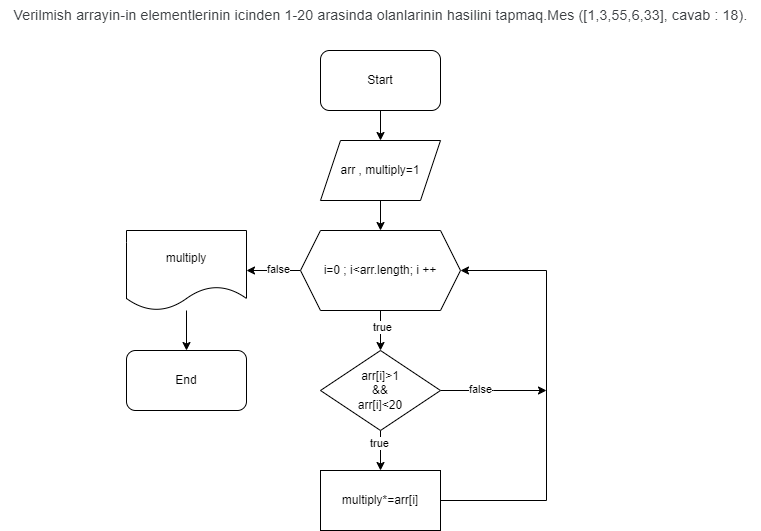 Verilmish arrayin-in elementlerinin icinden 1-20 arasinda olanlarinin hasilini tapmaq.Mes ([1,3,55,6,33], cavab : 18).
Start
arr , multiply=1
i=0 ; i<arr.length; i ++
false
multiply
End
true
arr[i]>1
&&
arr[i]<20
false
true
multiply*=arr[i]